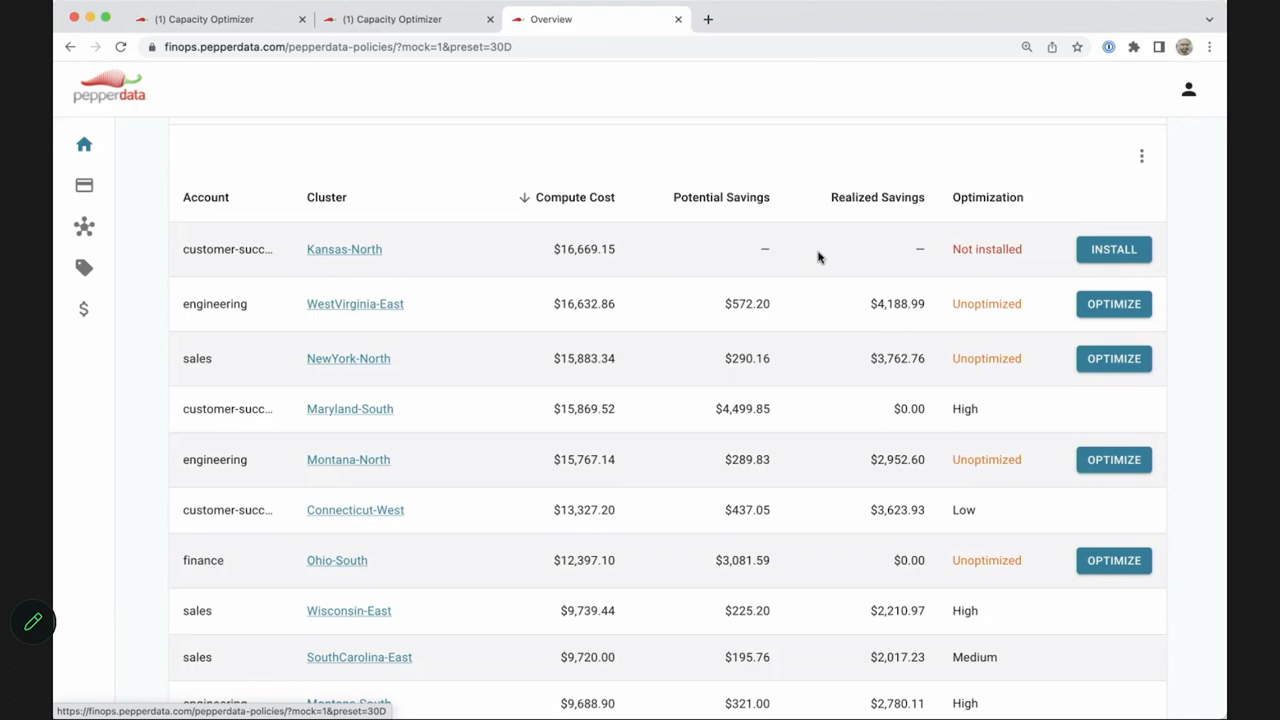 (1) Capacity Optimizer
(1) Capacity Optimizer
Overview
finops.pepperdata.com/pepperdata-policies/?mock=1&preset=30D
pepperdata
Account Cluster Compute Cost Potential Savings Realized Savings Optimization
customer-succ... Kansas-North $16,669.15 — — Not installed INSTALL
engineering WestVirginia-East $16,632.86 $572.20 $4,188.99 Unoptimized OPTIMIZE
sales NewYork-North $15,883.34 $290.16 $3,762.76 Unoptimized OPTIMIZE
customer-succ... Maryland-South $15,869.52 $4,499.85 $0.00 High
engineering Montana-North $15,767.14 $289.83 $2,952.60 Unoptimized OPTIMIZE
customer-succ... Connecticut-West $13,327.20 $437.05 $3,623.93 Low
finance Ohio-South $12,397.10 $3,081.59 $0.00 Unoptimized OPTIMIZE
sales Wisconsin-East $9,739.44 $225.20 $2,210.97 High
sales SouthCarolina-East $9,720.00 $195.76 $2,017.23 Medium
engineering Montana-South $9,688.90 $321.00 $2,780.11 High
https://finops.pepperdata.com/pepperdata-policies/?mock=1&preset=30D